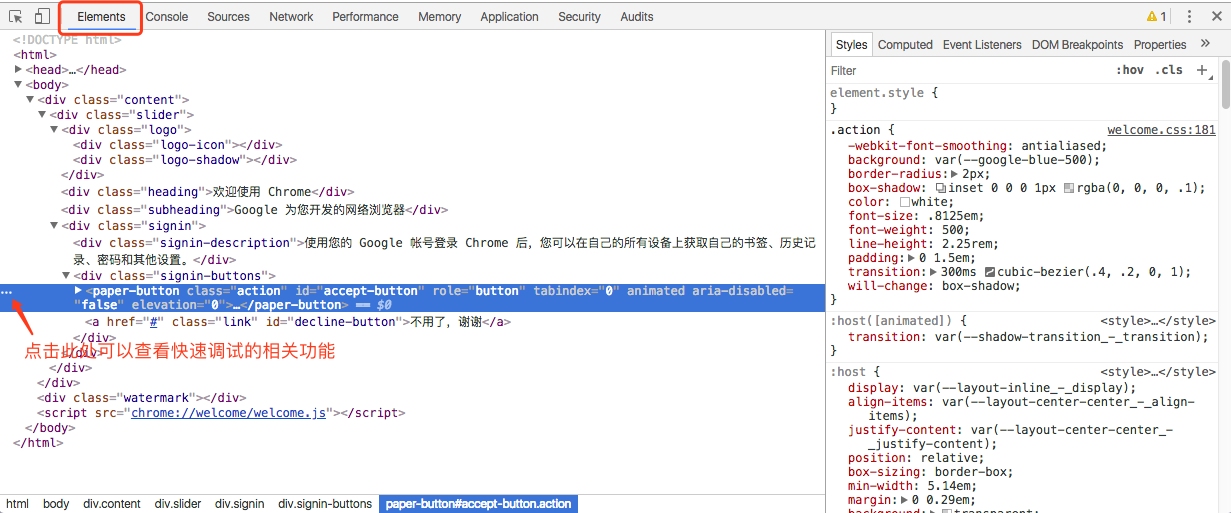 Elements Console Sources Network Performance Memory Application Security Audits 1
<!DOCTYPE html>
<html>
<head>…</head>
<body>
<div class="content">
<div class="slider">
<div class="logo">
<div class="logo-icon"></div>
<div class="logo-shadow"></div>
</div>
<div class="heading">欢迎使用 Chrome</div>
<div class="subheading">Google 为您开发的网络浏览器</div>
<div class="signin">
<div class="signin-description">使用您的 Google 帐号登录 Chrome 后，您可以在自己的所有设备上获取自己的书签、历史记
录、密码和其他设置。</div>
<div class="signin-buttons">
<paper-button class="action" id="accept-button" role="button" tabindex="0" animated aria-disabled=
"false" elevation="0">…</paper-button> == $0
<a href="#" class="link" id="decline-button">不用了，谢谢</a>
</div>
点击此处可以查看快速调试的相关功能
</div>
</div>
</div>
<div class="watermark"></div>
<script src="chrome://welcome/welcome.js"></script>
</body>
</html>
html body div.content div.slider div.signin div.signin-buttons paper-button#accept-button.action
Styles Computed Event Listeners DOM Breakpoints Properties »
Filter :hov .cls +
element.style {
}
.action { welcome.css:181
-webkit-font-smoothing: antialiased;
background: var(--google-blue-500);
border-radius: 2px;
box-shadow: inset 0 0 0 1px rgba(0, 0, 0, .1);
color: white;
font-size: .8125em;
font-weight: 500;
line-height: 2.25rem;
padding: 0 1.5em;
transition: 300ms cubic-bezier(.4, .2, 0, 1);
will-change: box-shadow;
}
:host([animated]) { <style>…</style>
transition: var(--shadow-transition_-_transition);
}
:host { <style>…</style>
display: var(--layout-inline_-_display);
align-items: var(--layout-center-center_-_align-
items);
justify-content: var(--layout-center-center_-
_justify-content);
position: relative;
box-sizing: border-box;
min-width: 5.14em;
margin: 0 0.29em;
background: transparent;